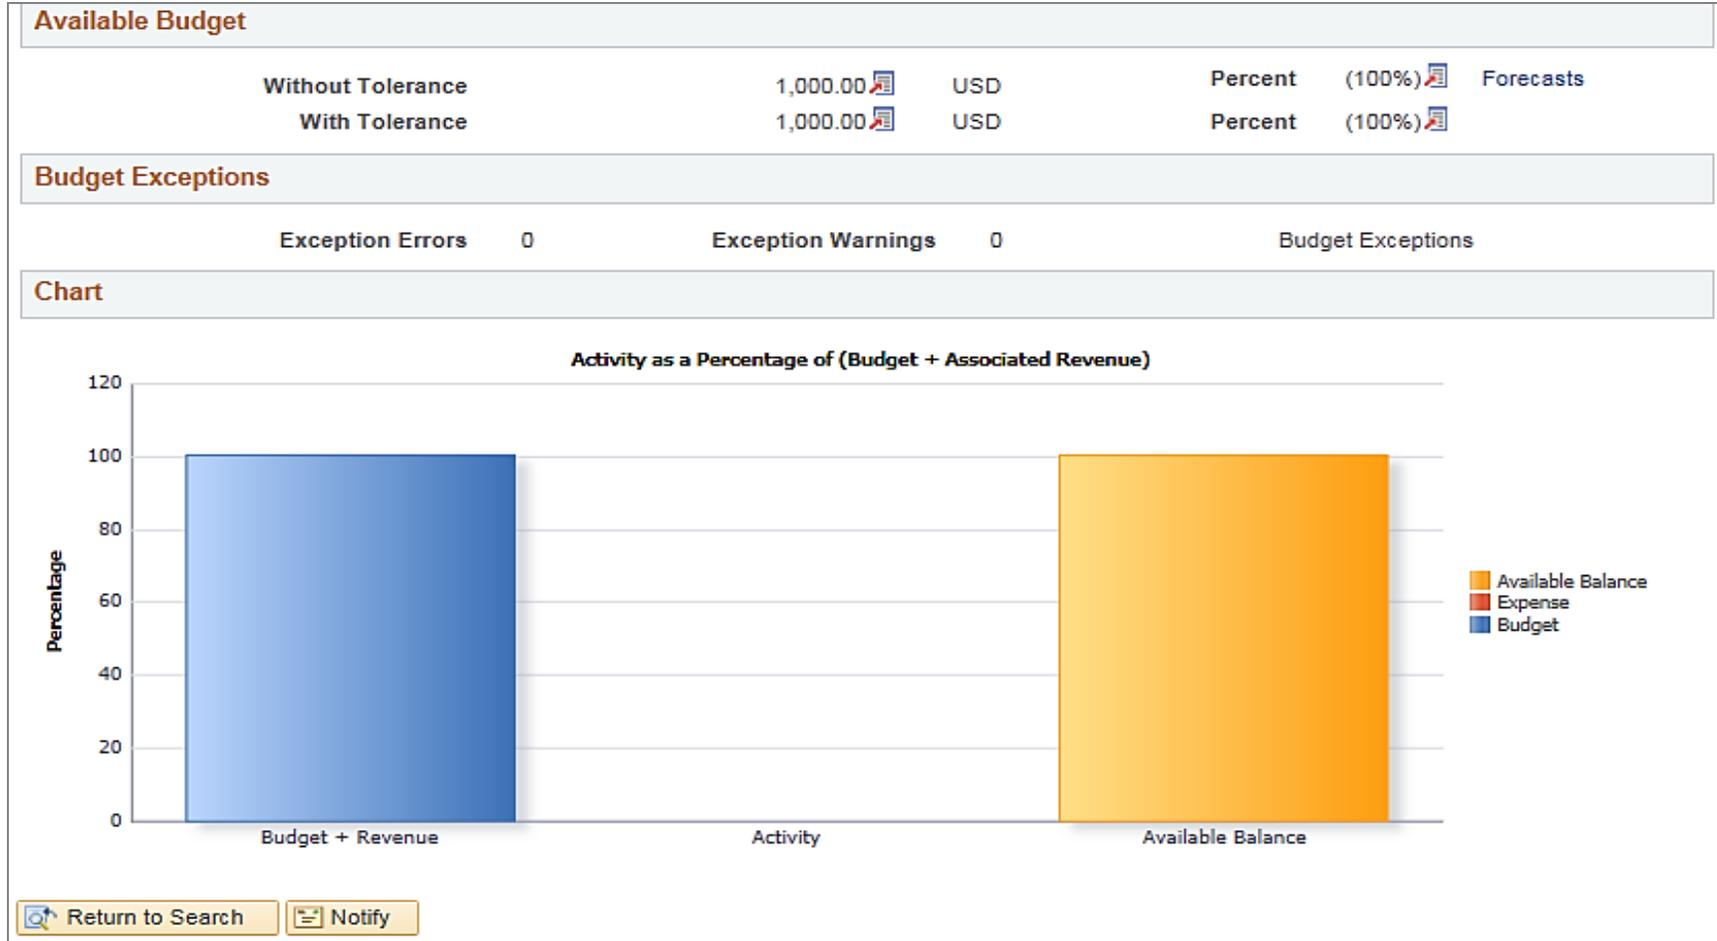 Available Budget
Without Tolerance 1,000.00 USD Percent (100%) Forecasts
With Tolerance 1,000.00 USD Percent (100%)
Budget Exceptions
Exception Errors 0 Exception Warnings 0 Budget Exceptions
Chart
Activity as a Percentage of (Budget + Associated Revenue)
120
100
80
60
40
20
0
Percentage
Budget + Revenue Activity Available Balance
Available Balance
Expense
Budget
Return to Search Notify